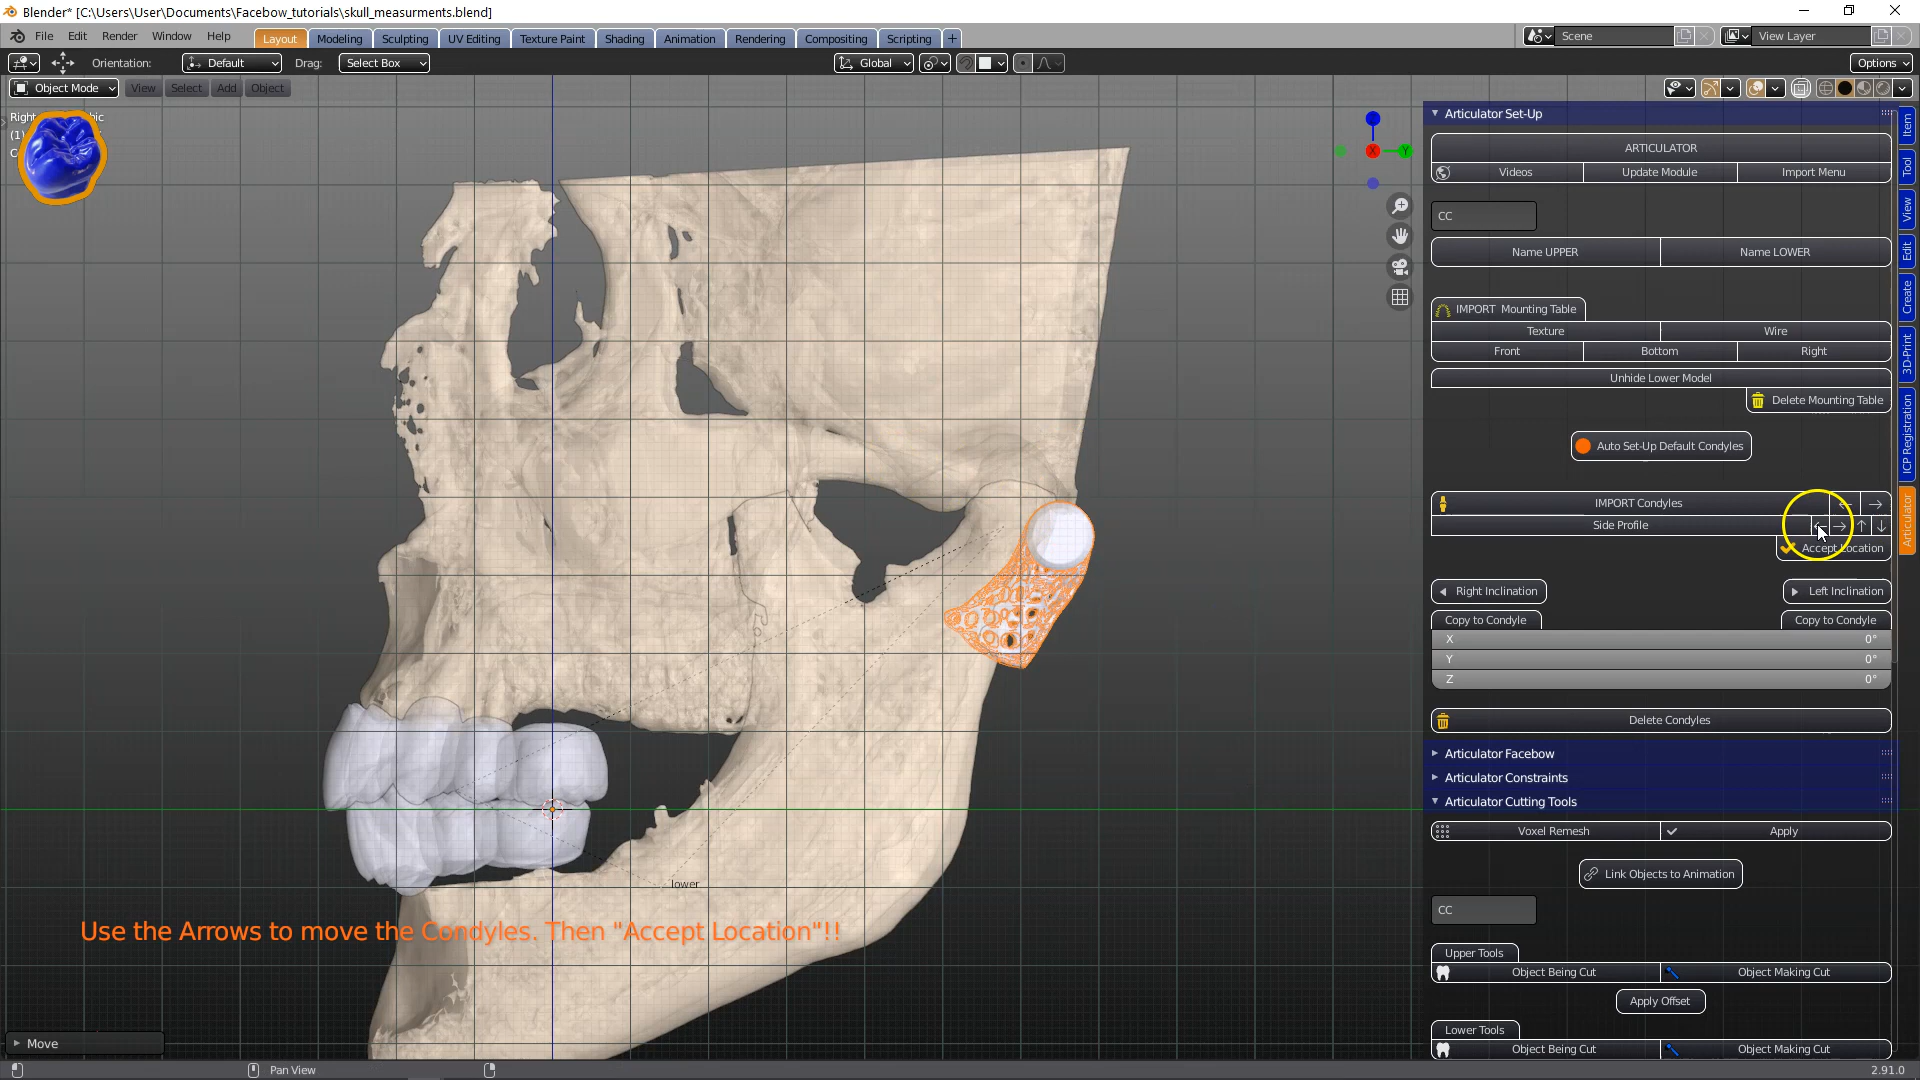 Blender* [C:\Users\User\Documents\Facebow_tutorials\skull_measurments.blend]
File Edit Render Window Help Layout Modeling Sculpting UV Editing Texture Paint Shading Animation Rendering Compositing Scripting + Scene View Layer
Orientation: Default Drag: Select Box Global Options
Object Mode View Select Add Object
Articulator Set-Up
ARTICULATOR
Videos Update Module Import Menu
CC
Name UPPER Name LOWER
IMPORT Mounting Table
Texture Wire
Front Bottom Right
Unhide Lower Model
Delete Mounting Table
Auto Set-Up Default Condyles
IMPORT Condyles
Side Profile
Accept Location
Right Inclination Left Inclination
Copy to Condyle Copy to Condyle
X 0°
Y 0°
Z 0°
Delete Condyles
Articulator Facebow
Articulator Constraints
Articulator Cutting Tools
Voxel Remesh Apply
Link Objects to Animation
CC
Upper Tools
Object Being Cut Object Making Cut
Apply Offset
Lower Tools
Object Being Cut Object Making Cut
Item
Tool
View
Edit
Create
3D-Print
ICP Registration
Articulator
X
Y
lower
Use the Arrows to move the Condyles. Then "Accept Location"!!
Move
Pan View 2.91.0